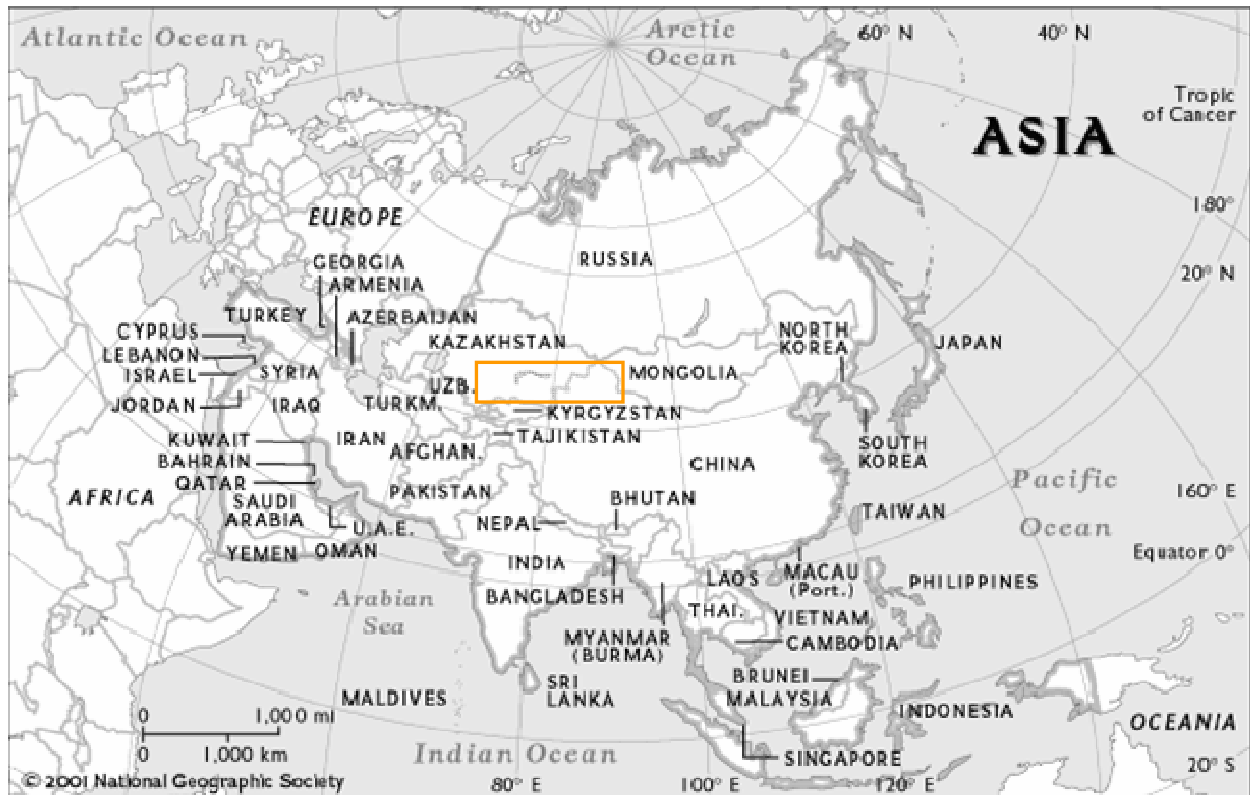 Atlantic Ocean
Arctic
Ocean
60° N
40° N
Tropic
of Cancer
ASIA
EUROPE
180°
RUSSIA
GEORGIA
ARMENIA
20° N
TURKEY
AZERBAIJAN
CYPRUS
KAZAKHSTAN
NORTH
KOREA
JAPAN
LEBANON
ISRAEL
SYRIA
UZB.
MONGOLIA
JORDAN
IRAQ
TURKM.
KYRGYZSTAN
KUWAIT
IRAN
AFGHAN.
TAJIKISTAN
SOUTH
KOREA
BAHRAIN
CHINA
QATAR
AFRICA
SAUDI
ARABIA
PAKISTAN
BHUTAN
Pacific
Ocean
160° E
U.A.E.
NEPAL
TAIWAN
YEMEN
OMAN
INDIA
Equator 0°
LAOS
MACAU
(Port.)
PHILIPPINES
Arabian
Sea
BANGLADESH
THAI.
VIETNAM
MYANMAR
(BURMA)
CAMBODIA
SRI
LANKA
BRUNEI
MALAYSIA
MALDIVES
INDONESIA
OCEANIA
0 1,000 mi
0 1,000 km
Indian Ocean
SINGAPORE
20° S
© 2001 National Geographic Society
80° E
100° E
120° E